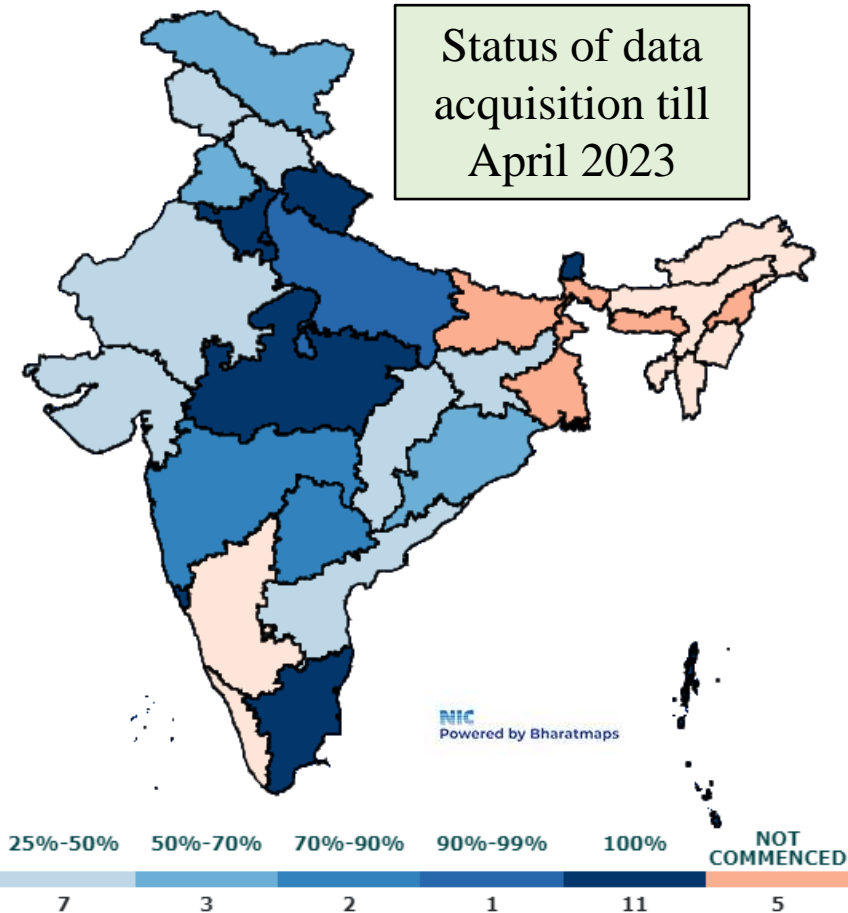 Status of data
acquisition till
April 2023
NIC
Powered by Bharatmaps
25%-50% 50%-70% 70%-90% 90%-99% 100% NOT COMMENCED
7 3 2 1 11 5